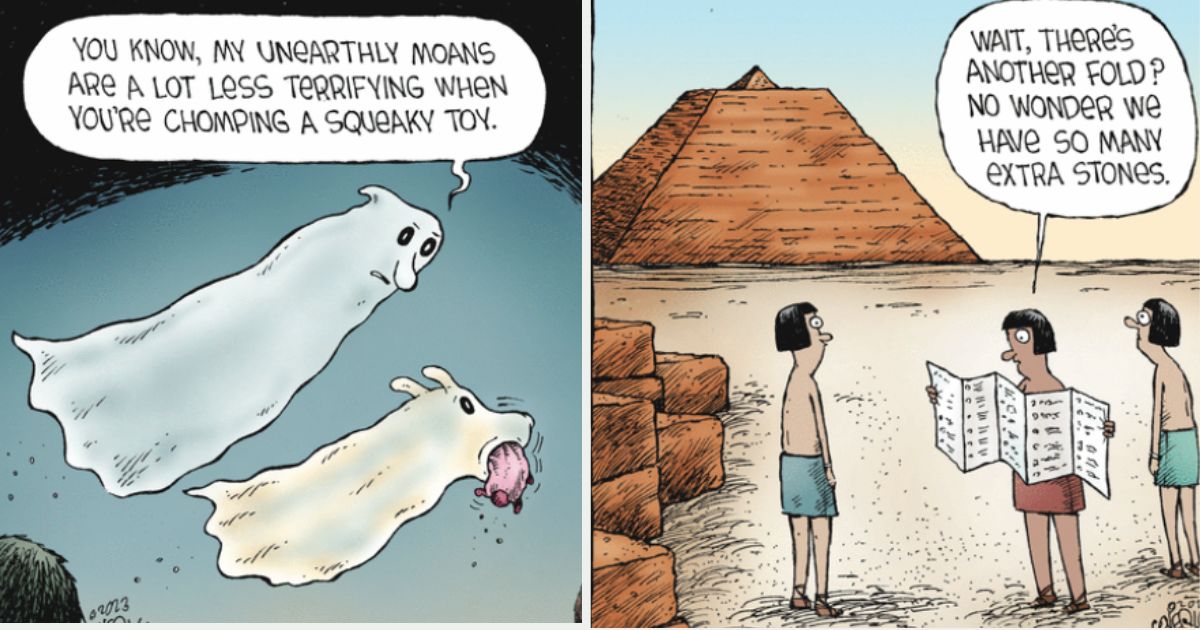 YOU KNOW, MY UNEARTHLY MOANS
ARE A LOT LESS TERRIFYING WHEN
YOU'RE CHOMPING A SQUEAKY TOY.
©2023
WAIT, THERE'S
ANOTHER FOLD?
NO WONDER WE
HAVE SO MANY
EXTRA STONES.